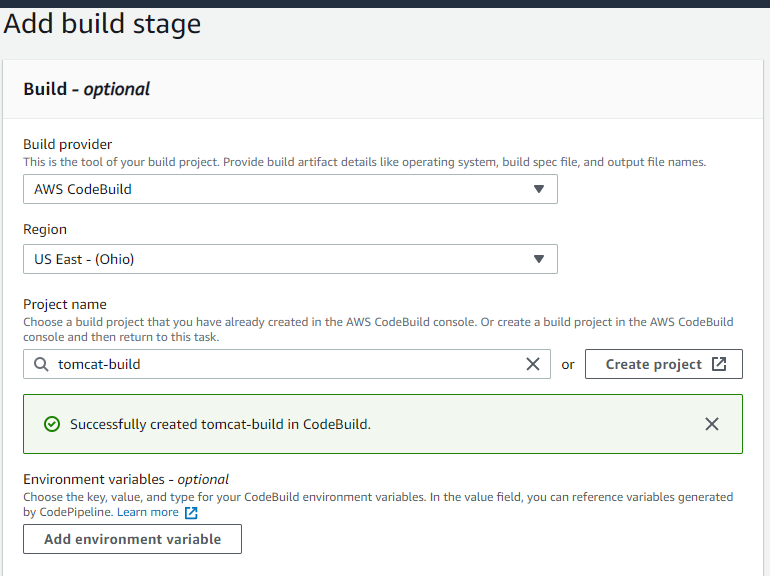 Add build stage
Build - optional
Build provider
This is the tool of your build project. Provide build artifact details like operating system, build spec file, and output file names.
AWS CodeBuild
Region
US East - (Ohio)
Project name
Choose a build project that you have already created in the AWS CodeBuild console. Or create a build project in the AWS CodeBuild
console and then return to this task.
tomcat-build or Create project
Successfully created tomcat-build in CodeBuild.
Environment variables - optional
Choose the key, value, and type for your CodeBuild environment variables. In the value field, you can reference variables generated
by CodePipeline. Learn more
Add environment variable